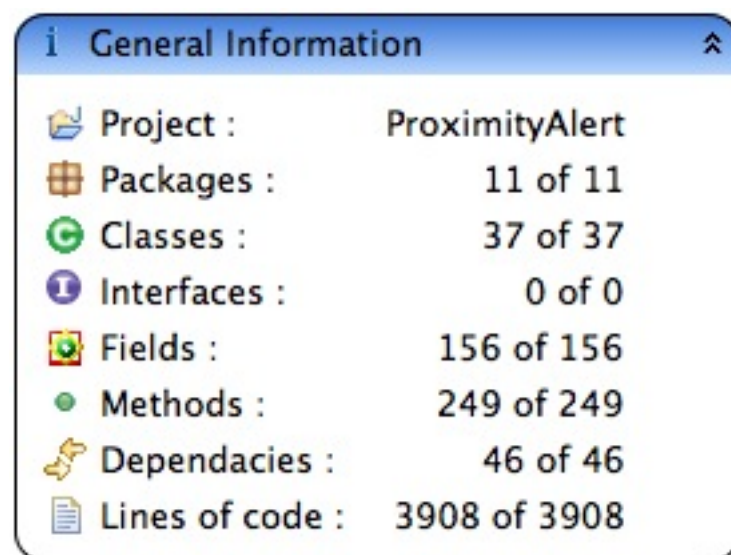 General Information
Project : ProximityAlert
Packages : 11 of 11
Classes : 37 of 37
Interfaces : 0 of 0
Fields : 156 of 156
Methods : 249 of 249
Dependacies : 46 of 46
Lines of code : 3908 of 3908